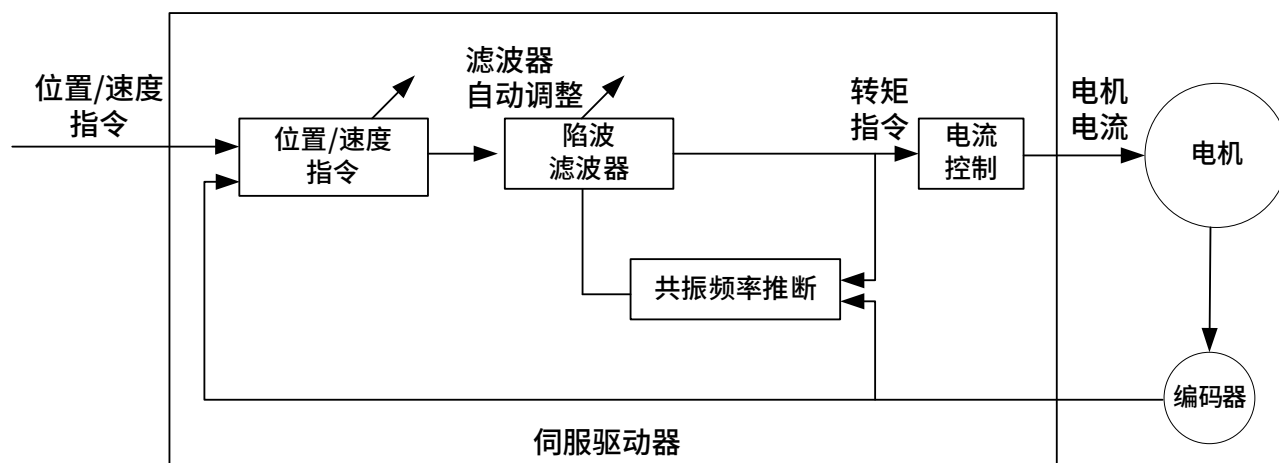 位置/速度
指令
位置/速度
指令
滤波器
自动调整
陷波
滤波器
转矩
指令
电流
控制
电机
电流
电机
共振频率推断
编码器
伺服驱动器